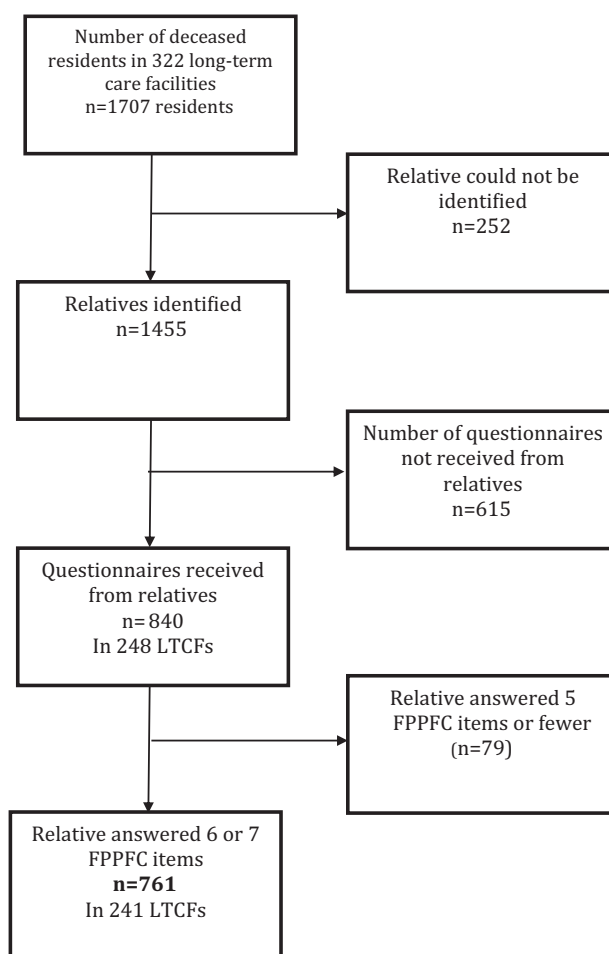 Number of deceased
residents in 322 long-term
care facilities
n=1707 residents
Relative could not be
identified
n=252
Relatives identified
n=1455
Number of questionnaires
not received from
relatives
n=615
Questionnaires received
from relatives
n=840
In 248 LTCFs
Relative answered 5
FPPFC items or fewer
(n=79)
Relative answered 6 or 7
FPPFC items
n=761
In 241 LTCFs